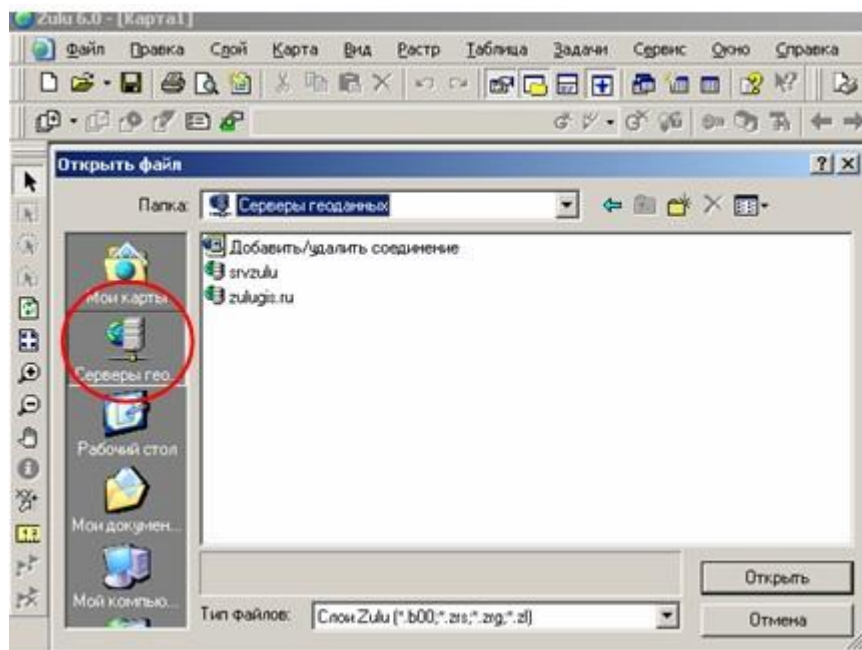 Zulu 6.0 - [Карта1]
Файл Правка Слой Карта Вид Растр Таблица Задачи Сервис Окно Справка
Открыть файл
Папка: Серверы геоданных
Добавить/удалить соединение
srvzulu
zulugis.ru
Мои карты
Серверы гео...
Рабочий стол
Мои докумен...
Мой компью...
Открыть
Тип файлов: Слои Zulu (*.b00;*.zrs;*.zrg;*.zl)
Отмена